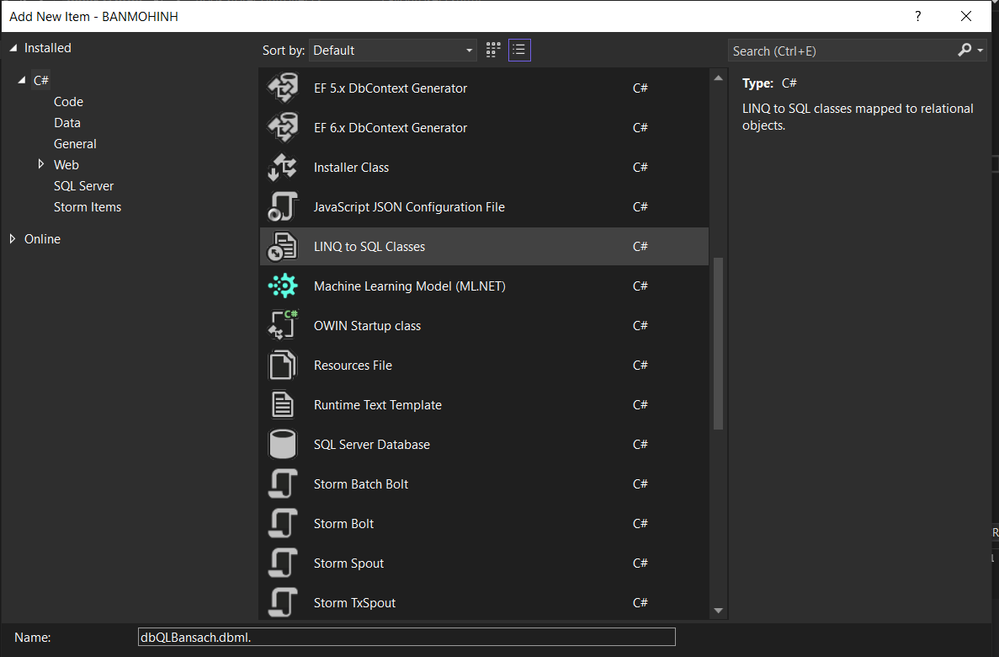 Add New Item - BANMOHINH
?
Installed
C#
Code
Data
General
Web
SQL Server
Storm Items
Online
Sort by: Default
EF 5.x DbContext Generator C#
EF 6.x DbContext Generator C#
Installer Class C#
JavaScript JSON Configuration File C#
LINQ to SQL Classes C#
Machine Learning Model (ML.NET) C#
C#
OWIN Startup class C#
Resources File C#
Runtime Text Template C#
SQL Server Database C#
Storm Batch Bolt C#
Storm Bolt C#
Storm Spout C#
Storm TxSpout C#
Search (Ctrl+E)
Type: C#
LINQ to SQL classes mapped to relational
objects.
Name: dbQLBansach.dbml.